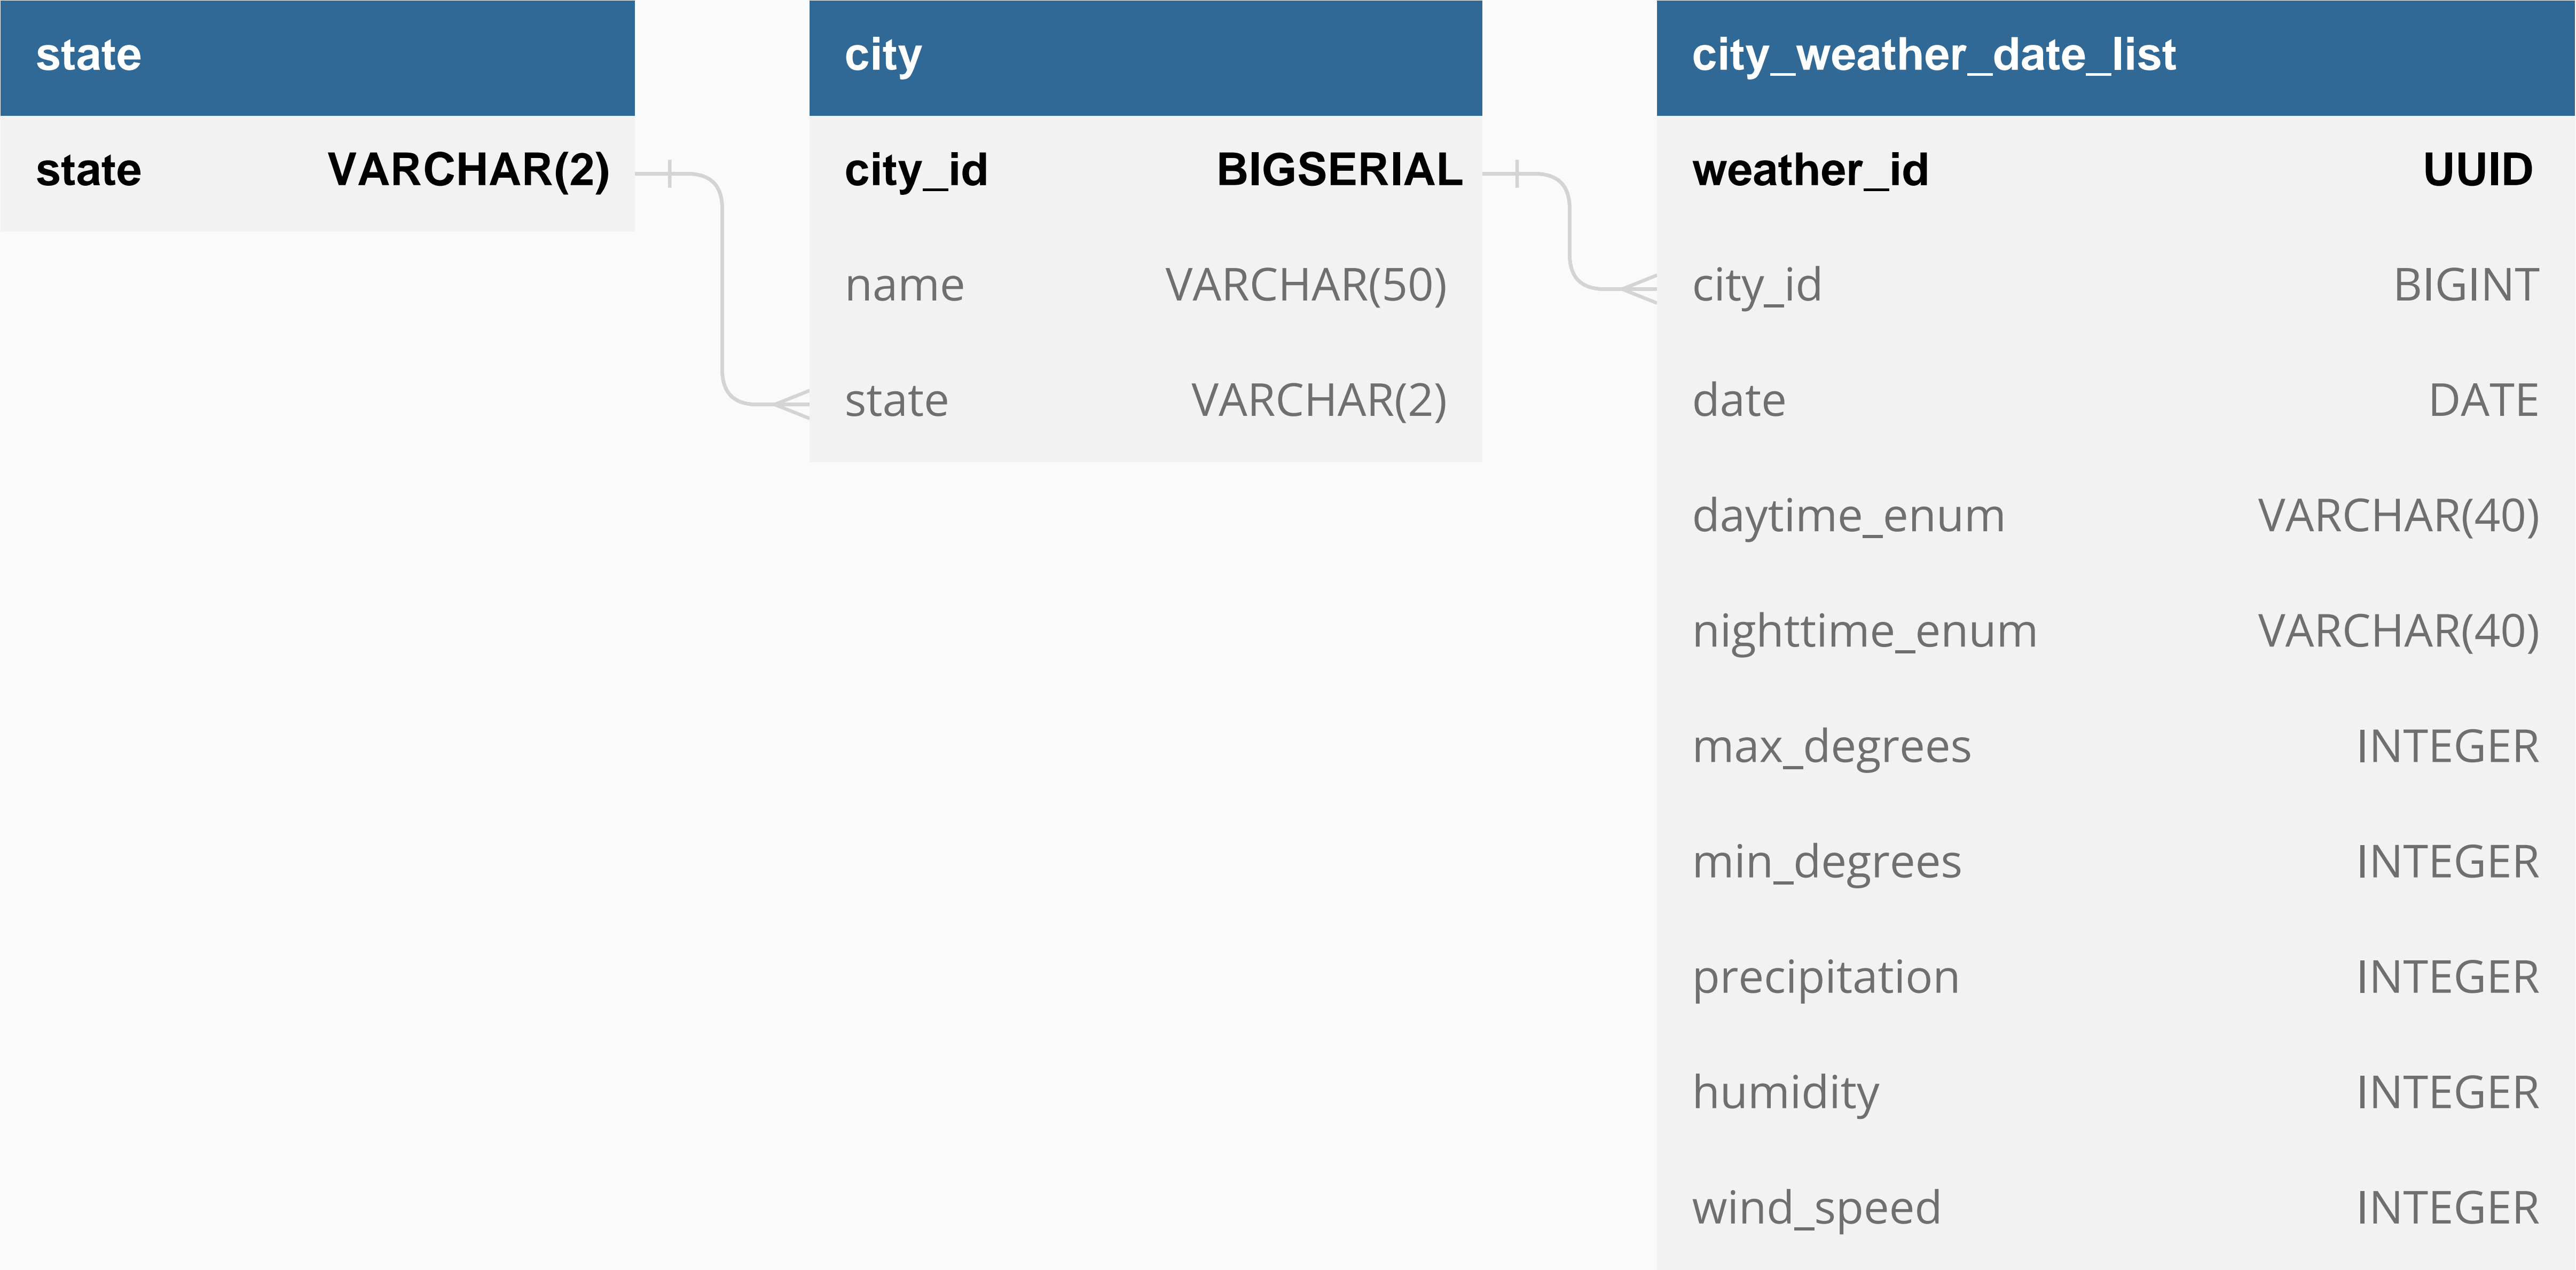 state
state VARCHAR(2)
city
city_id BIGSERIAL
name VARCHAR(50)
state VARCHAR(2)
city_weather_date_list
weather_id UUID
city_id BIGINT
date DATE
daytime_enum VARCHAR(40)
nighttime_enum VARCHAR(40)
max_degrees INTEGER
min_degrees INTEGER
precipitation INTEGER
humidity INTEGER
wind_speed INTEGER